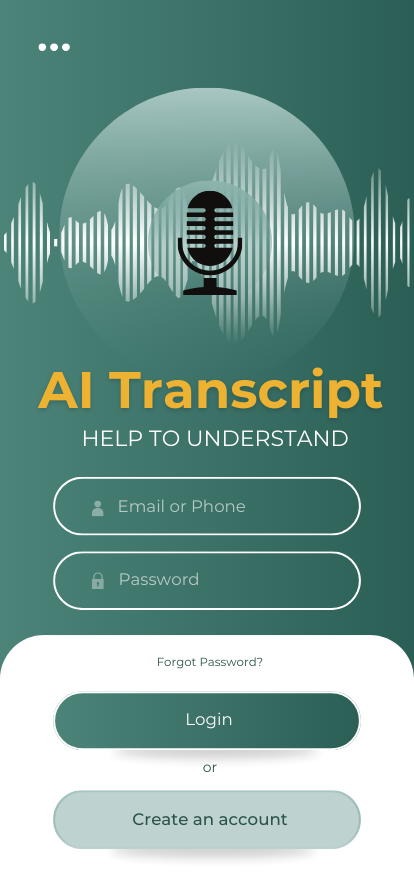 AI Transcript
HELP TO UNDERSTAND
Email or Phone
Password
Forgot Password?
Login
or
Create an account